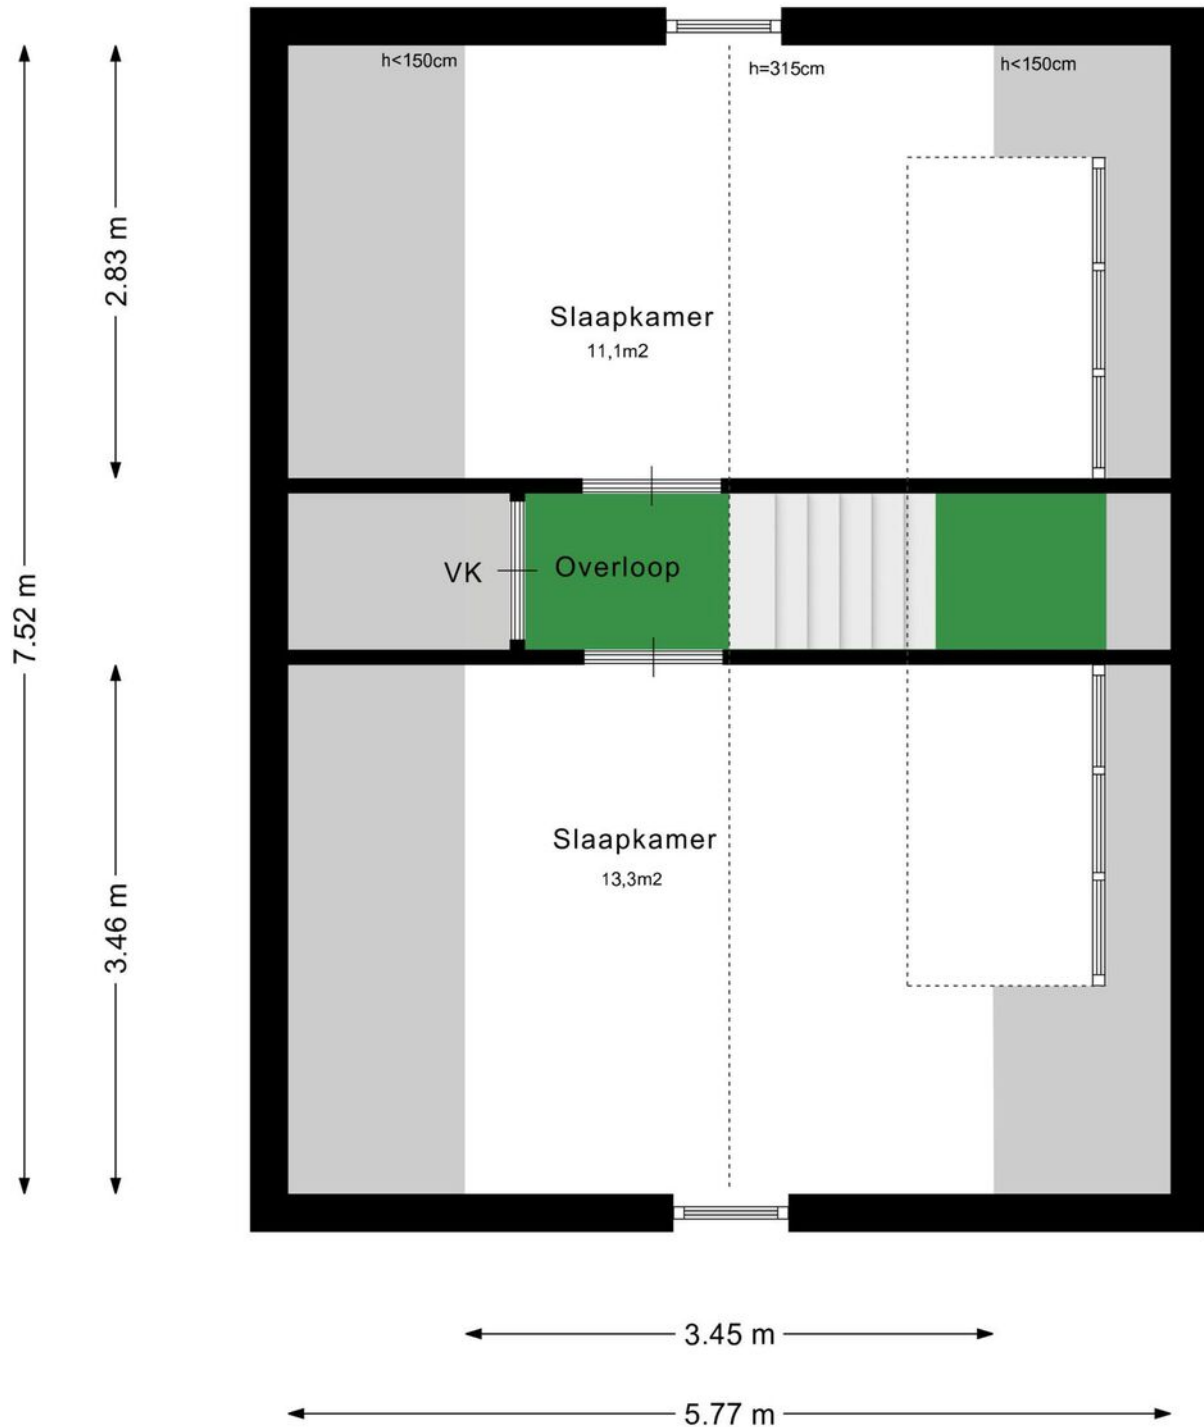 h<150cm
h=315cm
h<150cm
2.83 m
Slaapkamer
11,1m2
VK
Overloop
7.52 m
Slaapkamer
13,3m2
3.46 m
3.45 m
5.77 m